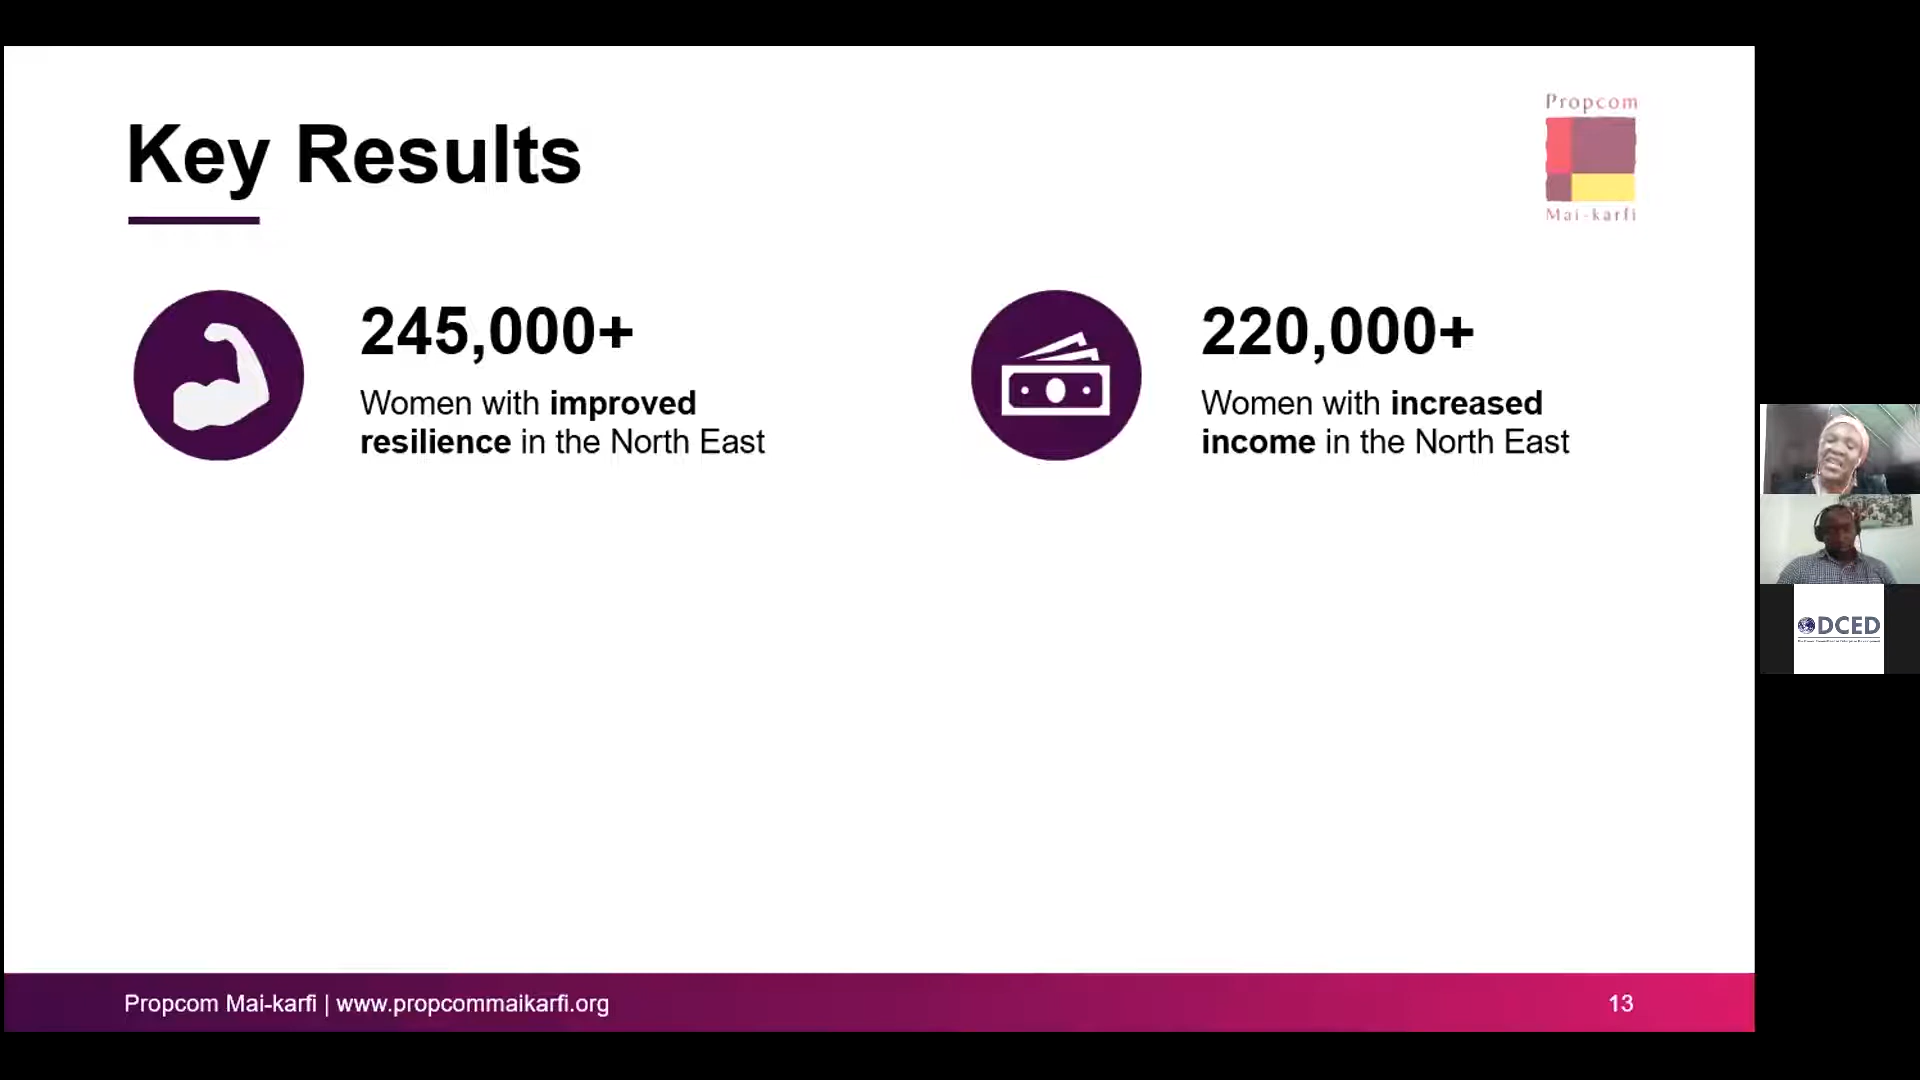 Key Results
Propcom
Mai-karfi
245,000+
Women with improved
resilience in the North East
220,000+
Women with increased
income in the North East
DCED
Propcom Mai-karfi | www.propcommaikarfi.org
13